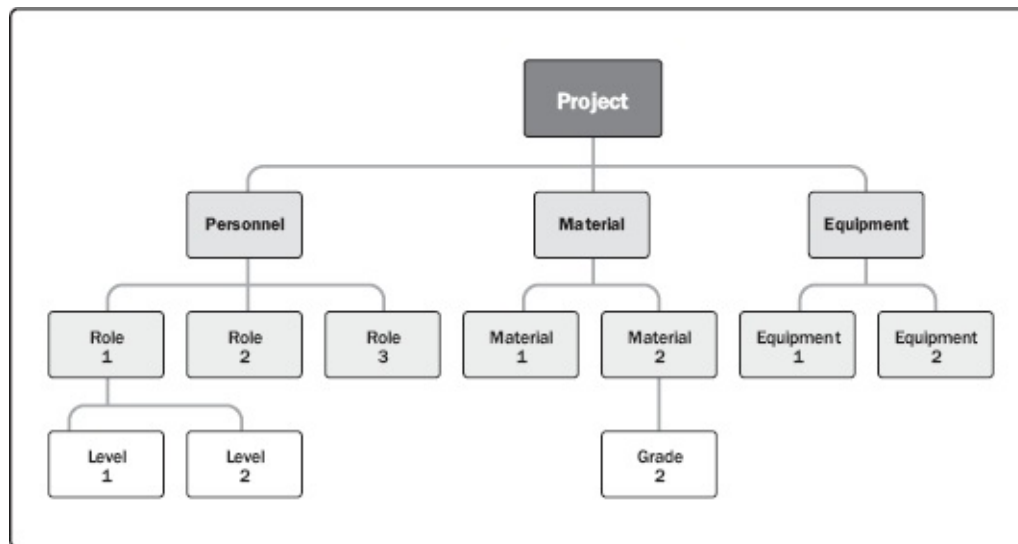 Project
Personnel
Material
Equipment
Role
1
Role
2
Role
3
Material
1
Material
2
Equipment
1
Equipment
2
Level
1
Level
2
Grade
2